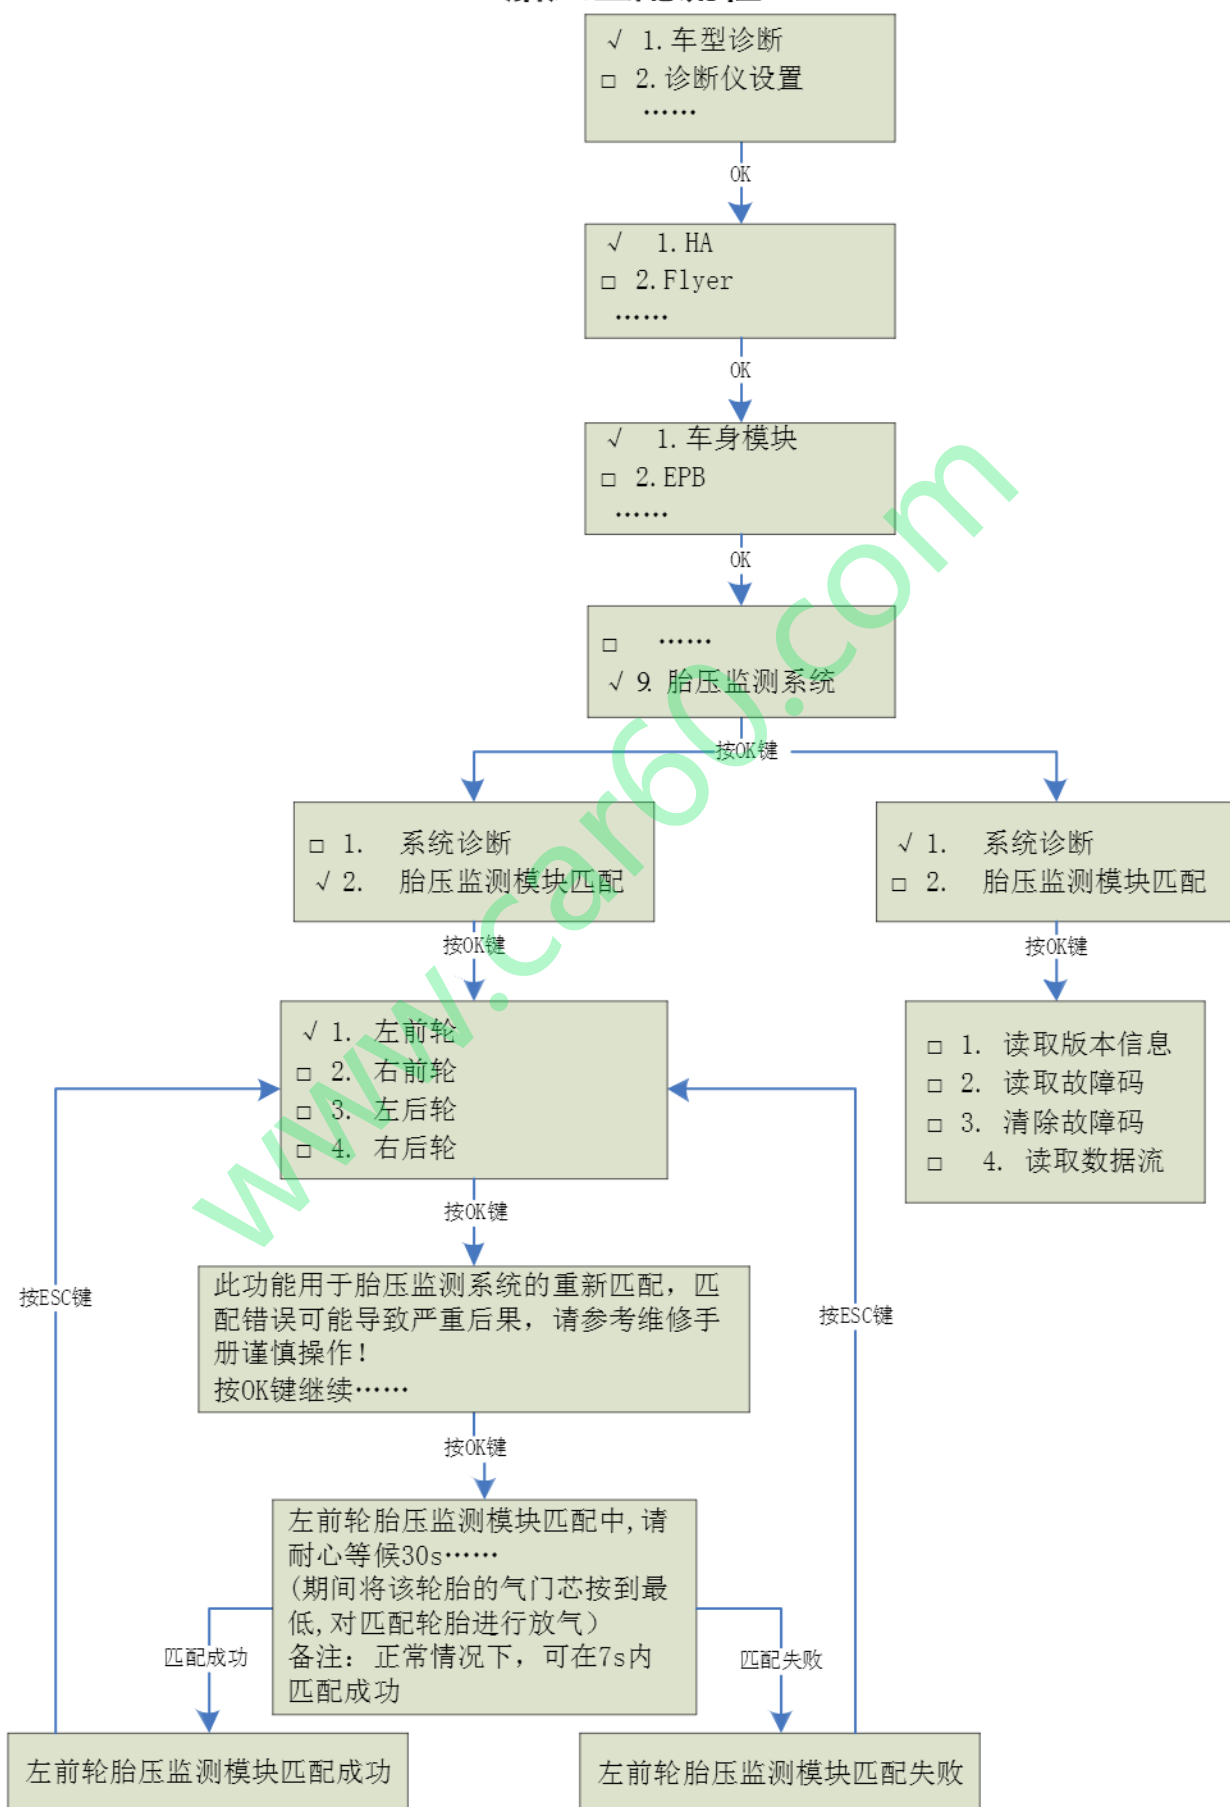 √ 1.车型诊断
□ 2.诊断仪设置
……
OK
√ 1.HA
□ 2.Flyer
……
OK
√ 1.车身模块
□ 2.EPB
……
OK
□ ……
√ 9. 胎压监测系统
按OK键
□ 1. 系统诊断
√ 2. 胎压监测模块匹配
√ 1. 系统诊断
□ 2. 胎压监测模块匹配
按OK键
按OK键
√ 1. 左前轮
□ 2. 右前轮
□ 3. 左后轮
□ 4. 右后轮
□ 1. 读取版本信息
□ 2. 读取故障码
□ 3. 清除故障码
□ 4. 读取数据流
按OK键
按ESC键
按ESC键
此功能用于胎压监测系统的重新匹配，匹
配错误可能导致严重后果，请参考维修手
册谨慎操作！
按OK键继续……
按OK键
左前轮胎压监测模块匹配中,请
耐心等候30s……
(期间将该轮胎的气门芯按到最
低,对匹配轮胎进行放气)
备注：正常情况下，可在7s内
匹配成功
匹配成功
匹配失败
左前轮胎压监测模块匹配成功
左前轮胎压监测模块匹配失败
www.car60.com